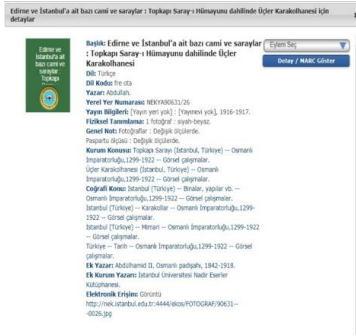 Edirne ve İstanbul'a ait bazı cami ve saraylar : Topkapı Saray-ı Hümayunu dahilinde Üçler Karakolhanesi için
detaylar
Edirne ve
İstanbul'a ait
bazı cami ve
saraylar :
Topkapı
Başlık: Edirne ve İstanbul'a ait bazı cami ve saraylar
: Topkapı Saray-ı Hümayunu dahilinde Üçler
Karakolhanesi
Dil: Türkçe
Dil Kodu: fre ota
Yazar: Abdullah.
Yerel Yer Numarası: NEKYA90631/26
Yayın Bilgileri: [Yayın yeri yok] : [Yayınevi yok], 1916-1917.
Fiziksel Tanımlama: 1 fotoğraf : siyah-beyaz.
Genel Not: Fotoğraflar : Değişik ölçülerde.
Paspartu ölçüsü : Değişik ölçülerde.
Kurum Konusu: Topkapı Sarayı (İstanbul, Türkiye) -- Osmanlı
İmparatorluğu,1299-1922 -- Görsel çalışmalar.
Üçler Karakolhanesi (İstanbul, Türkiye) -- Osmanlı
İmparatorluğu,1299-1922 -- Görsel çalışmalar.
Coğrafi Konu: İstanbul (Türkiye) -- Binalar, yapılar vb. --
Osmanlı İmparatorluğu,1299-1922 -- Görsel çalışmalar.
İstanbul (Türkiye) -- Karakollar -- Osmanlı İmparatorluğu,1299-
1922 -- Görsel çalışmalar.
İstanbul (Türkiye) -- Mimari -- Osmanlı İmparatorluğu,1299-1922
-- Görsel çalışmalar.
Türkiye -- Tarih -- Osmanlı İmparatorluğu,1299-1922 -- Görsel
çalışmalar.
Ek Yazar: Abdülhamid II, Osmanlı padişahı, 1842-1918.
Ek Kurum Yazarı: İstanbul Üniversitesi Nadir Eserler
Kütüphanesi.
Elektronik Erişim: Görüntü
http://nek.istanbul.edu.tr:4444/ekos/FOTOGRAF/90631--
-0026.jpg
Eylem Seç
Detay / MARC Göster